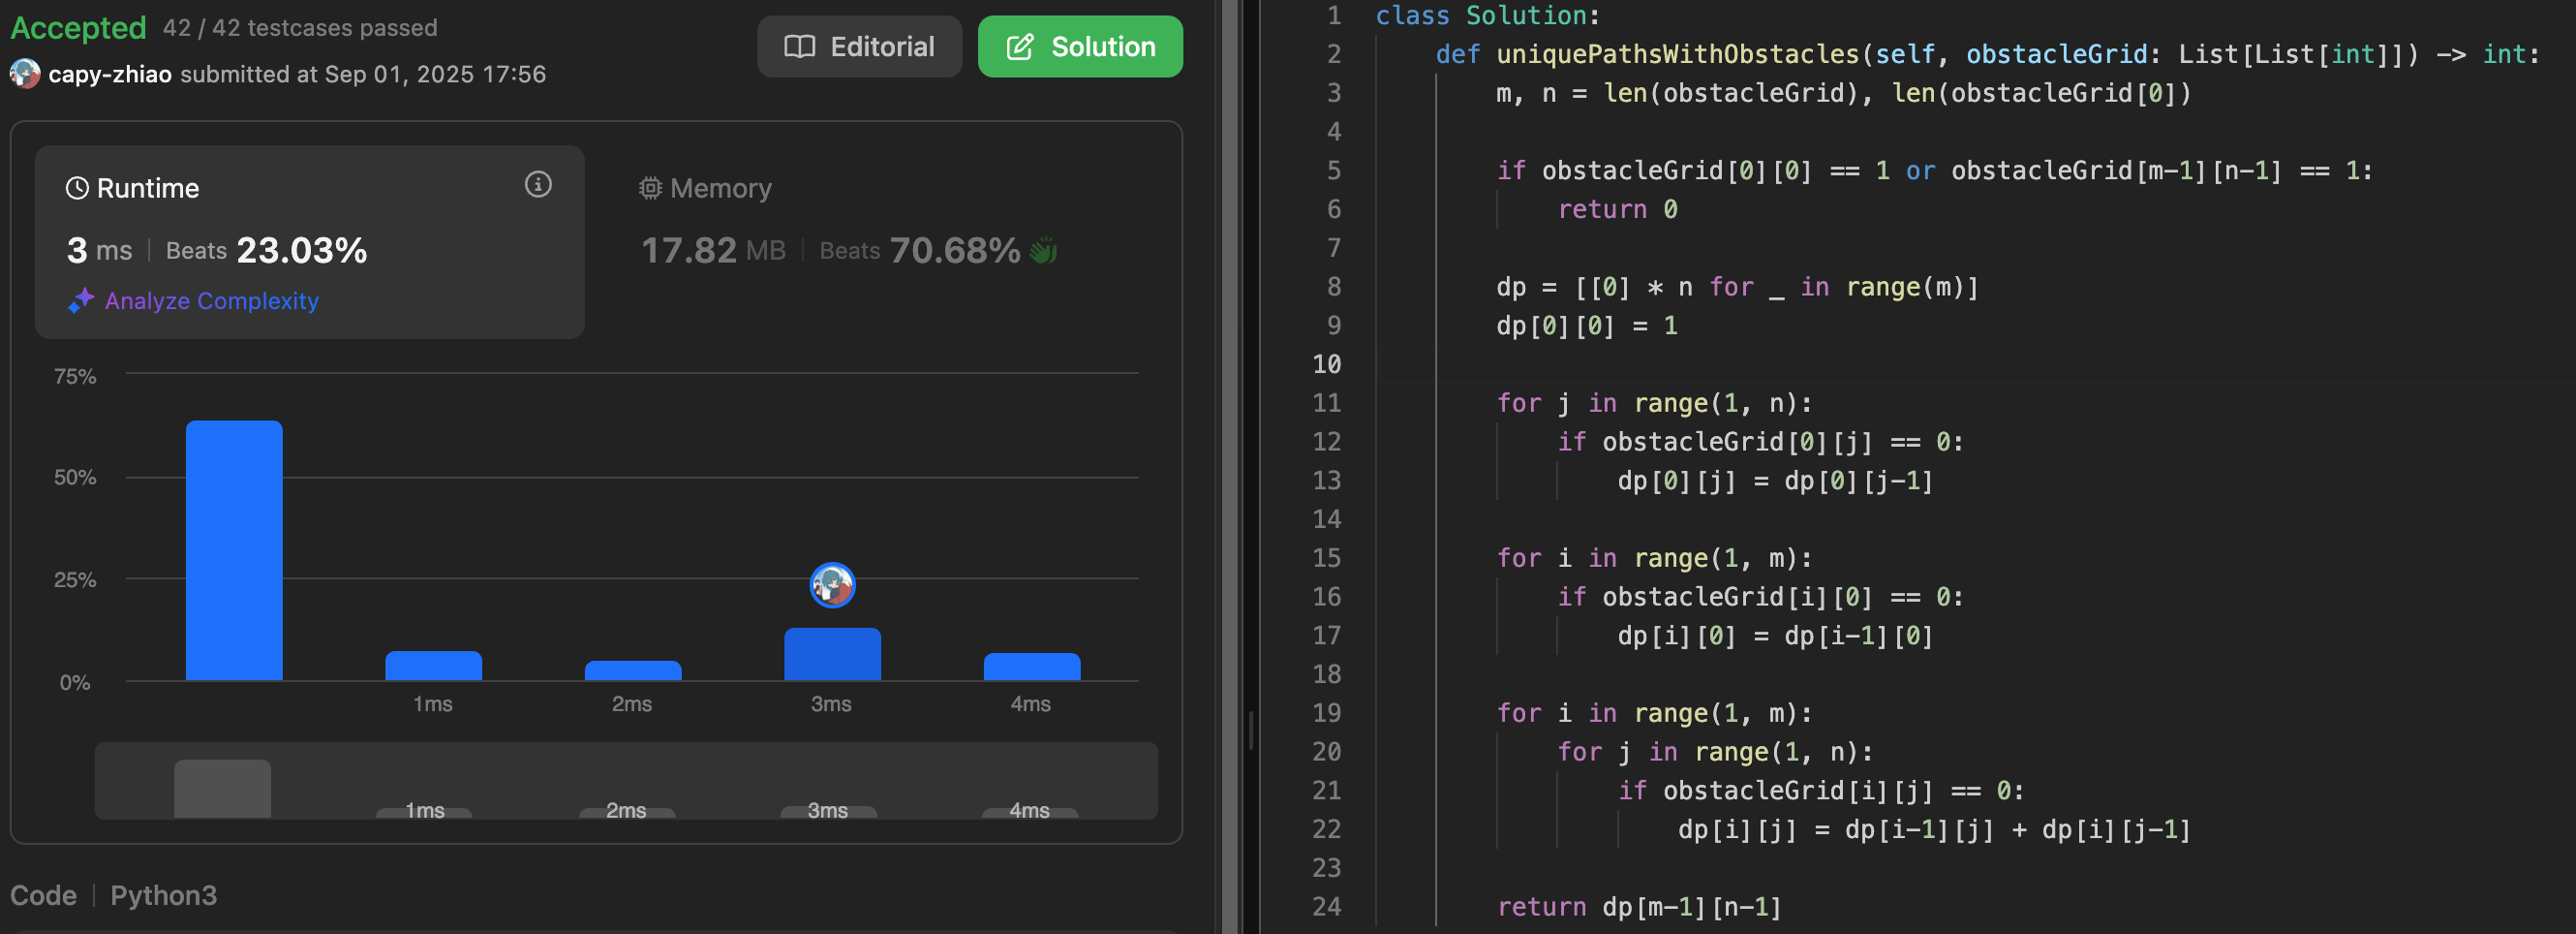 Accepted 42 / 42 testcases passed
capy-zhiao submitted at Sep 01, 2025 17:56
Editorial
Solution
Runtime
3 ms | Beats 23.03%
Analyze Complexity
Memory
17.82 MB | Beats 70.68%
75%
50%
25%
0%
1ms 2ms 3ms 4ms
1ms 2ms 3ms 4ms
Code | Python3
1 class Solution:
2     def uniquePathsWithObstacles(self, obstacleGrid: List[List[int]]) -> int:
3         m, n = len(obstacleGrid), len(obstacleGrid[0])
4
5         if obstacleGrid[0][0] == 1 or obstacleGrid[m-1][n-1] == 1:
6             return 0
7
8         dp = [[0] * n for _ in range(m)]
9         dp[0][0] = 1
10
11         for j in range(1, n):
12             if obstacleGrid[0][j] == 0:
13                 dp[0][j] = dp[0][j-1]
14
15         for i in range(1, m):
16             if obstacleGrid[i][0] == 0:
17                 dp[i][0] = dp[i-1][0]
18
19         for i in range(1, m):
20             for j in range(1, n):
21                 if obstacleGrid[i][j] == 0:
22                     dp[i][j] = dp[i-1][j] + dp[i][j-1]
23
24         return dp[m-1][n-1]